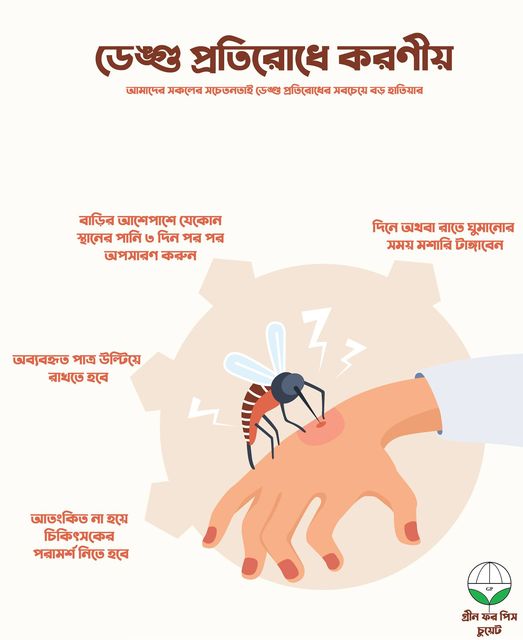 ডেঙ্গু প্রতিরোধে করণীয়
আমাদের সকলের সচেতনতাই ডেঙ্গু প্রতিরোধের সবচেয়ে বড় হাতিয়ার
বাড়ির আশেপাশে যেকোন
স্থানের পানি ৩ দিন পর পর
অপসারণ করুন
দিনে অথবা রাতে ঘুমানোর
সময় মশারি টাঙ্গাবেন
অব্যবহৃত পাত্র উল্টিয়ে
রাখতে হবে
আতংকিত না হয়ে
চিকিৎসকের
পরামর্শ নিতে হবে
গ্রীন ফর পিস
চুয়েট